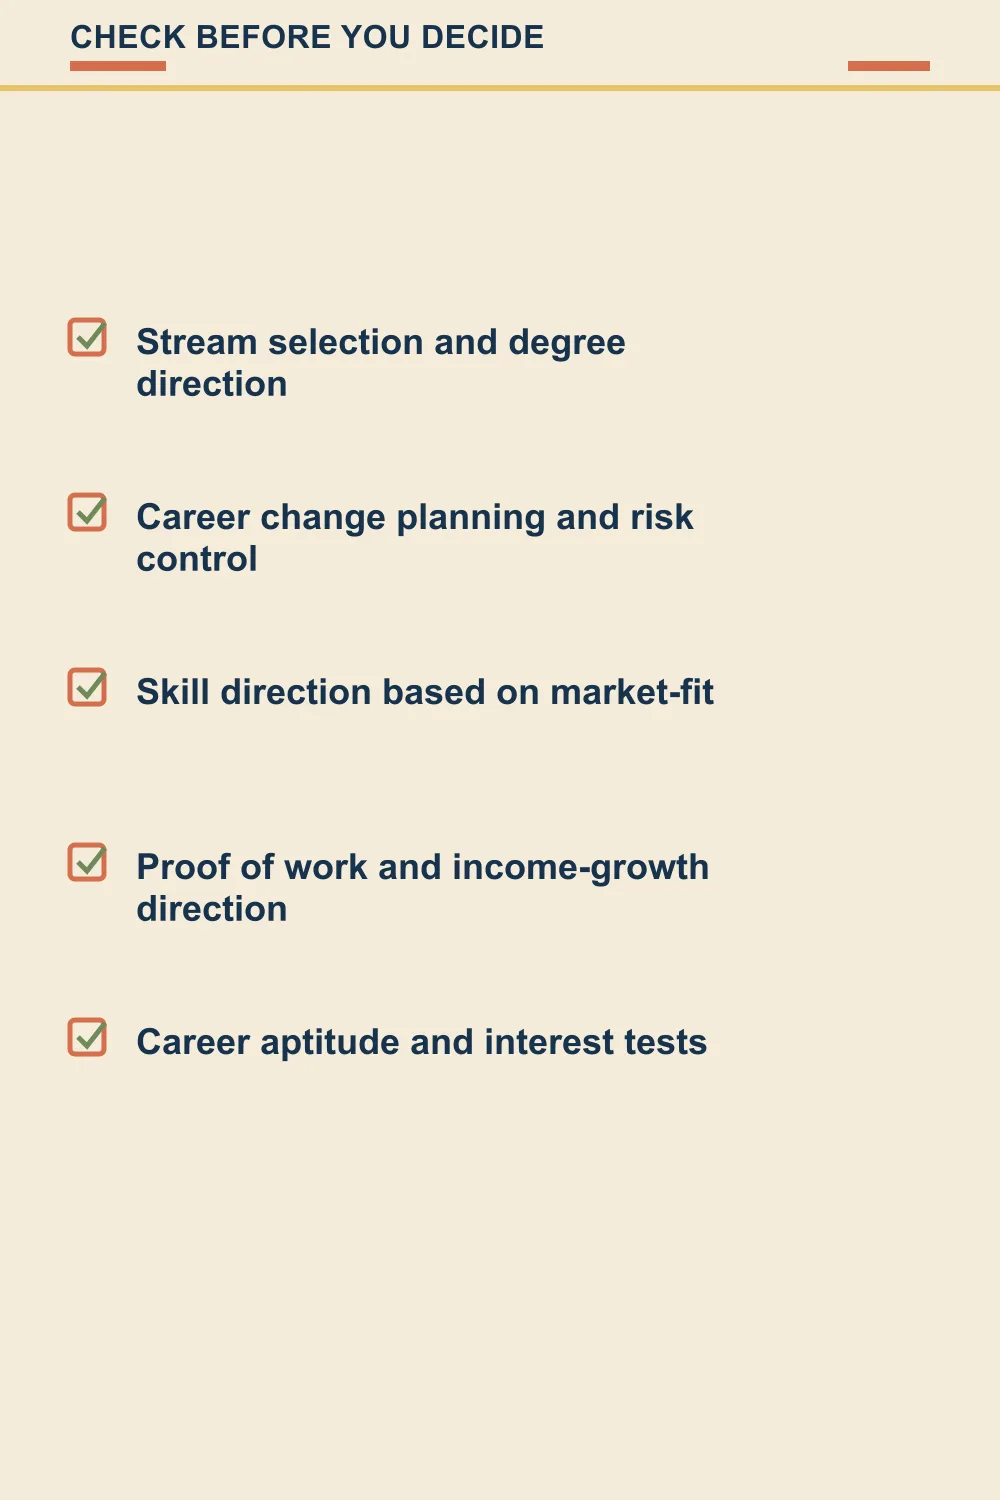 CHECK BEFORE YOU DECIDE
Stream selection and degree
direction
Career change planning and risk
control
Skill direction based on market-fit
Proof of work and income-growth
direction
Career aptitude and interest tests